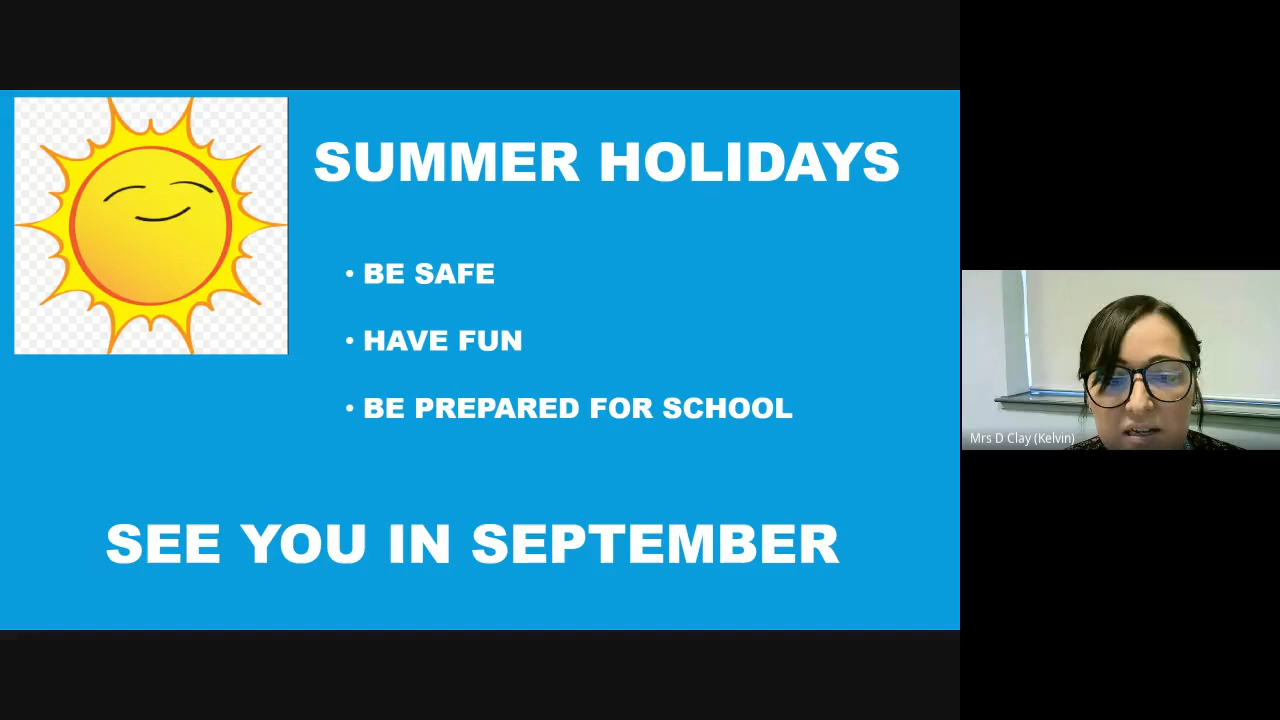 SUMMER HOLIDAYS
• BE SAFE
• HAVE FUN
• BE PREPARED FOR SCHOOL
SEE YOU IN SEPTEMBER
Mrs D Clay (Kelvin)